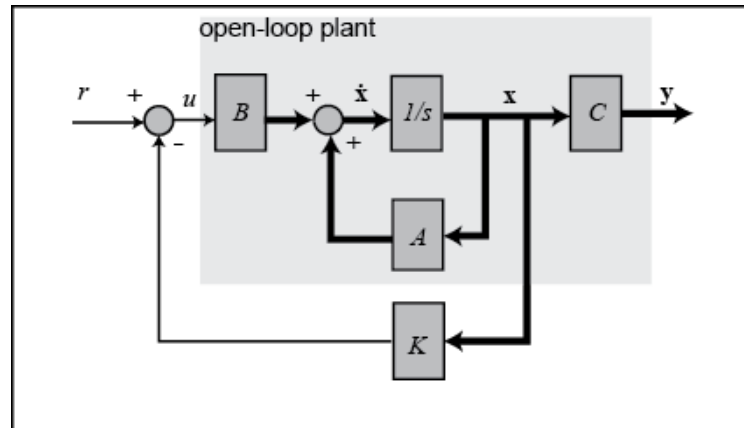 open-loop plant
r
+
-
u
B
+
+
ẋ
1/s
x
C
y
A
K